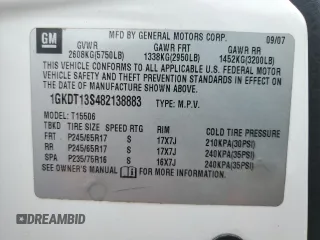 GM
MFD BY GENERAL MOTORS CORP.
09/07
GVWR GAWR FRT GAWR RR
2608KG(5750LB) 1338KG(2950LB) 1452KG(3200LB)
THIS VEHICLE CONFORMS TO ALL APPLICABLE U.S. FEDERAL
MOTOR VEHICLE SAFETY, BUMPER, AND
THEFT PREVENTION STANDARDS IN EFFECT ON THE
DATE OF MANUFACTURE SHOWN ABOVE.
1GKDT13S482138883 TYPE: M.P.V.
MODEL: T15506
TBD TIRE SIZE SPEED RTG RIM COLD TIRE PRESSURE
FRT P245/65R17 S 17X7J 210KPA(30PSI)
RR P245/65R17 S 17X7J 240KPA(35PSI)
SPA P235/75R16 S 16X7J 240KPA(35PSI)
SEE OWNER'S MANUAL FOR ADDITIONAL INFORMATION.
DREAMBID